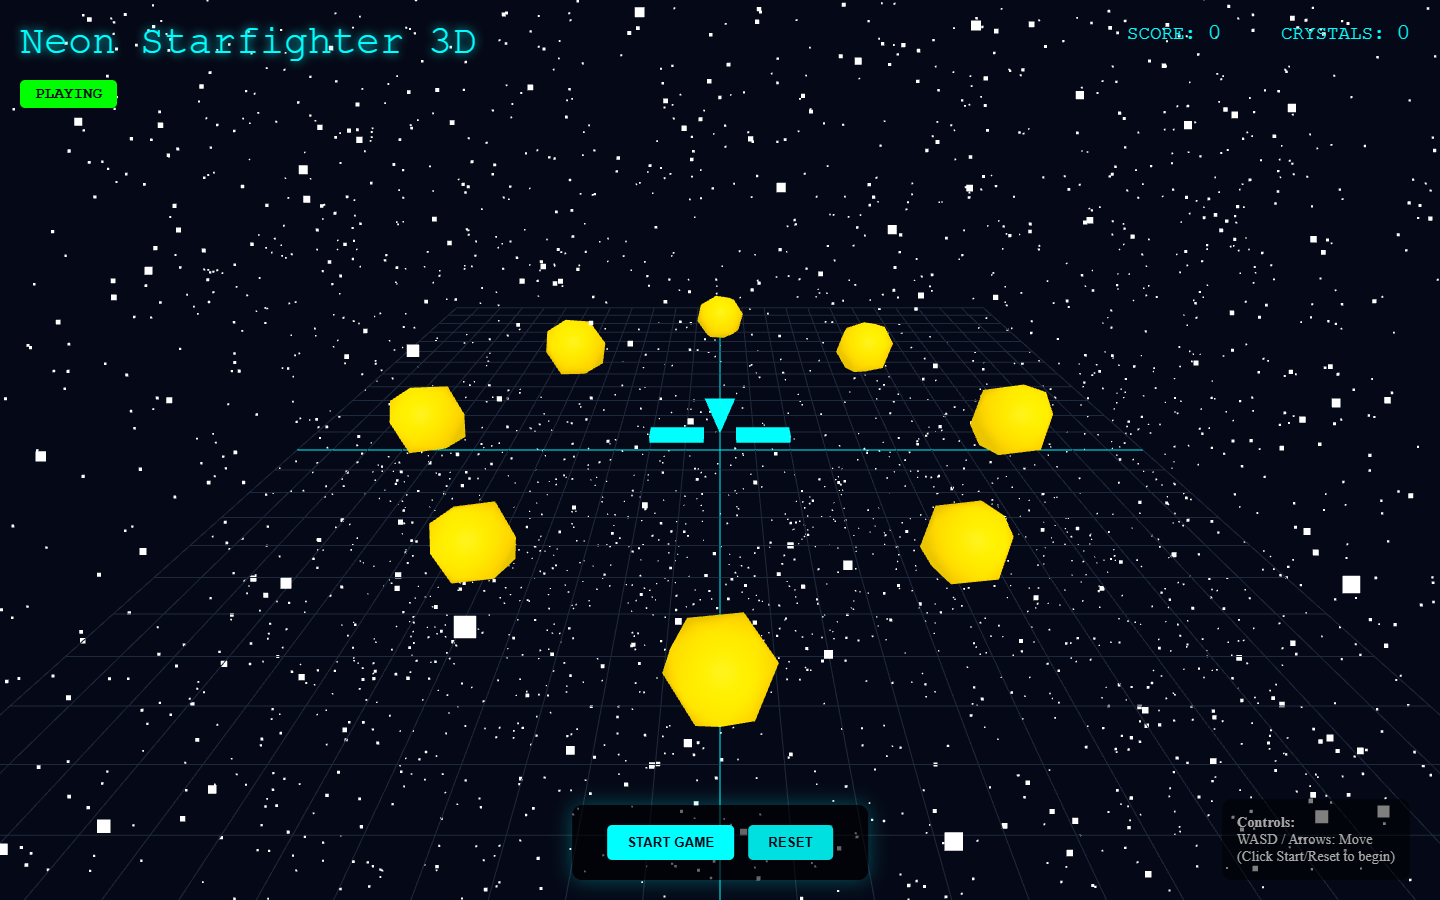 Neon Starfighter 3D
SCORE: 0
CRYSTALS: 0
PLAYING
START GAME
RESET
Controls:
WASD / Arrows: Move
(Click Start/Reset to begin)